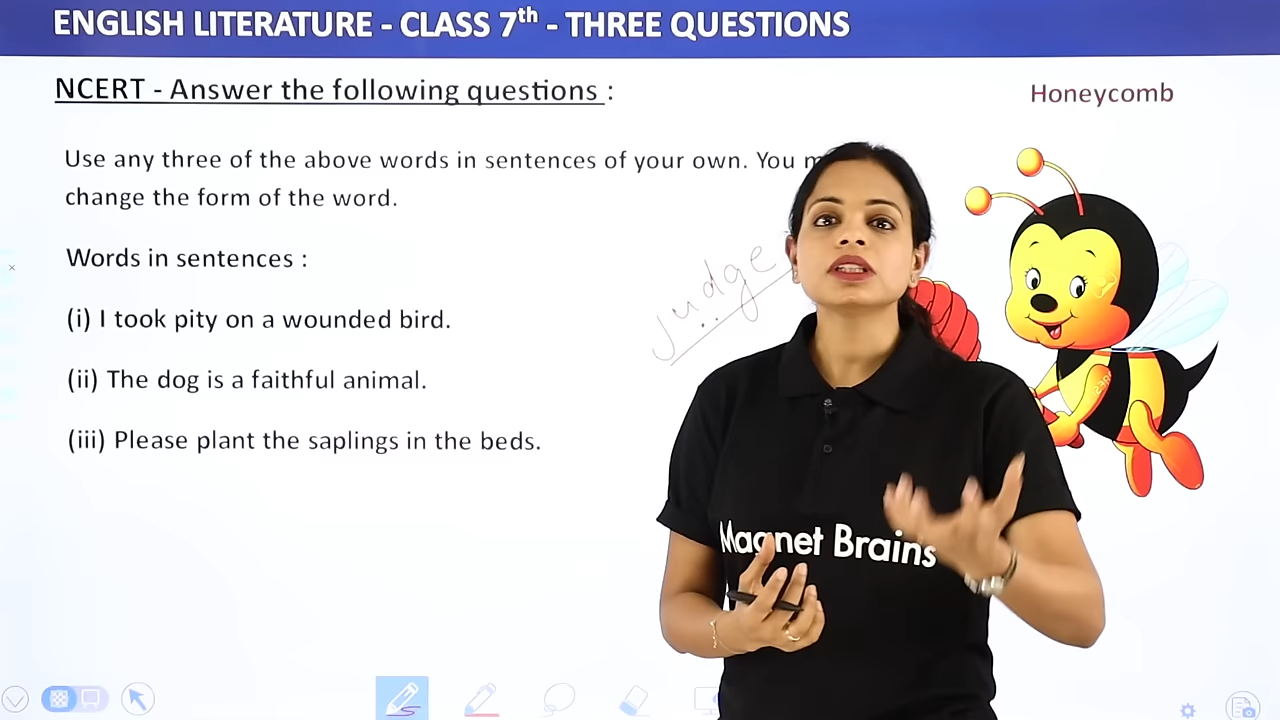 ENGLISH LITERATURE - CLASS 7th - THREE QUESTIONS
NCERT - Answer the following questions :
Honeycomb
Use any three of the above words in sentences of your own. You
change the form of the word.
Words in sentences :
Judge
(i) I took pity on a wounded bird.
(ii) The dog is a faithful animal.
(iii) Please plant the saplings in the beds.
Magnet Brains